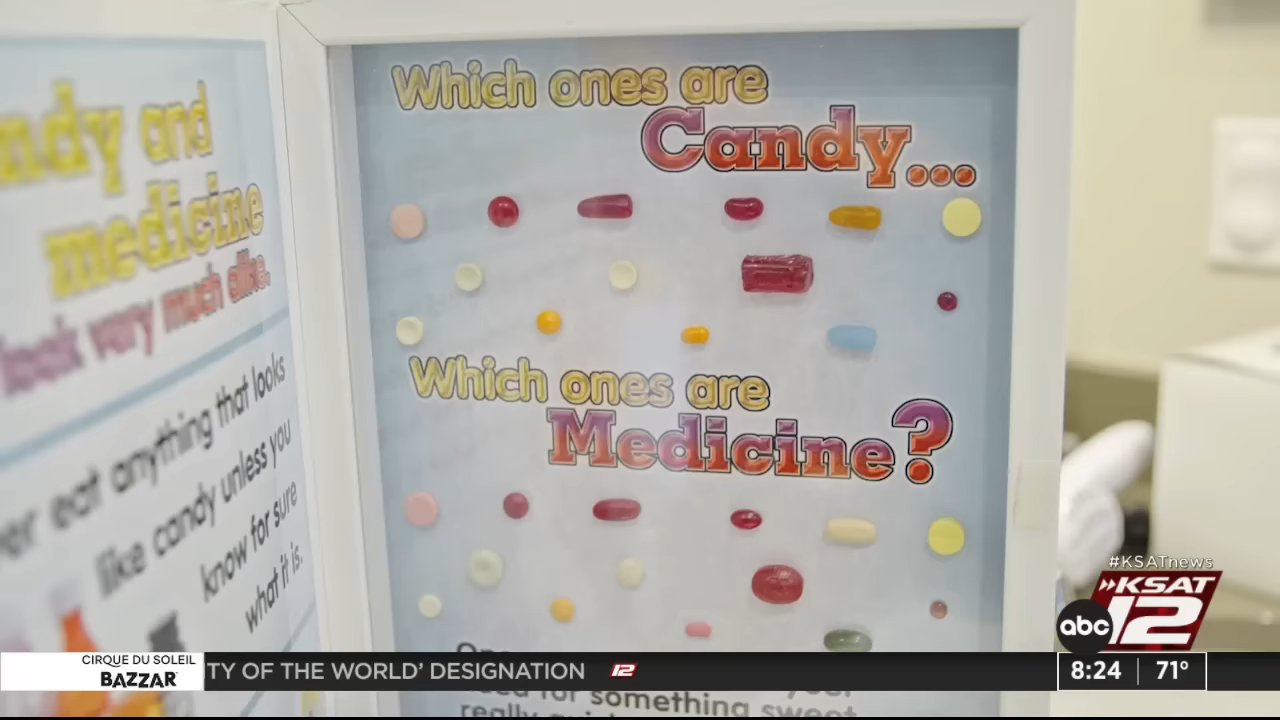 and
medicine
look very much alike.
eat anything that looks
like candy unless you
know for sure
what it is.
Which ones are
Candy...
Which ones are
Medicine?
for something sweet
really
#KSATnews
KSAT
abc 12
CIRQUE DU SOLEIL
BAZZAR
TY OF THE WORLD’ DESIGNATION 12
8:24 71°